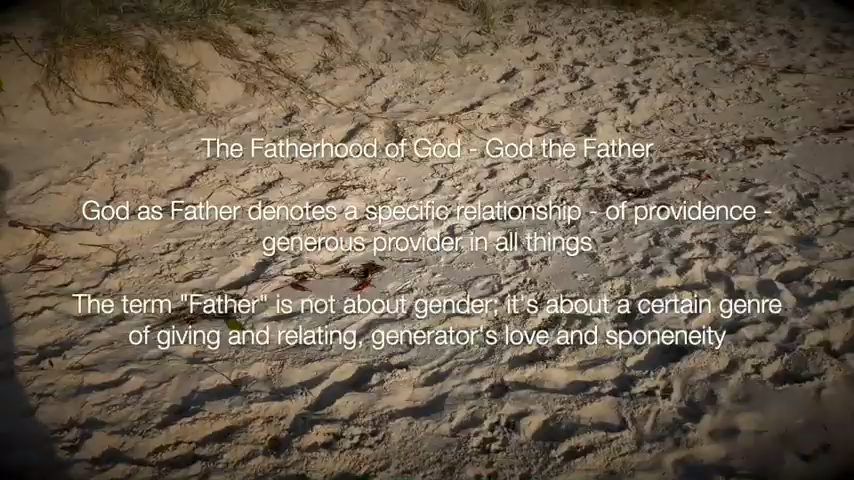 The Fatherhood of God - God the Father
God as Father denotes a specific relationship - of providence -
generous provider in all things
The term "Father" is not about gender; it's about a certain genre
of giving and relating, generator's love and sponeneity